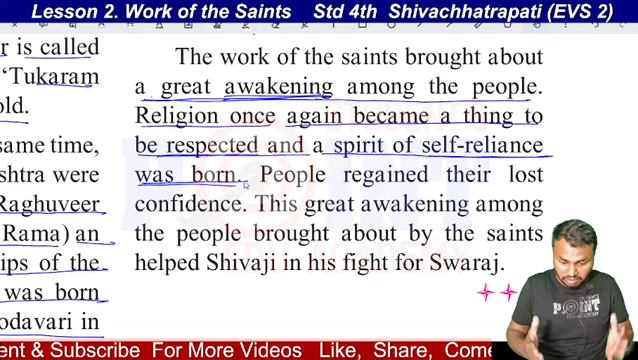 Lesson 2. Work of the Saints Std 4th Shivachhatrapati (EVS 2)
r is called
'Tukaram
old.
same time,
shtra were
Raghuveer
Rama) an
ips of the
was born
odavari in
The work of the saints brought about
a great awakening among the people.
Religion once again became a thing to
be respected and a spirit of self-reliance
was born. People regained their lost
confidence. This great awakening among
the people brought about by the saints
helped Shivaji in his fight for Swaraj.
POINT
ent & Subscribe For More Videos Like, Share, Come